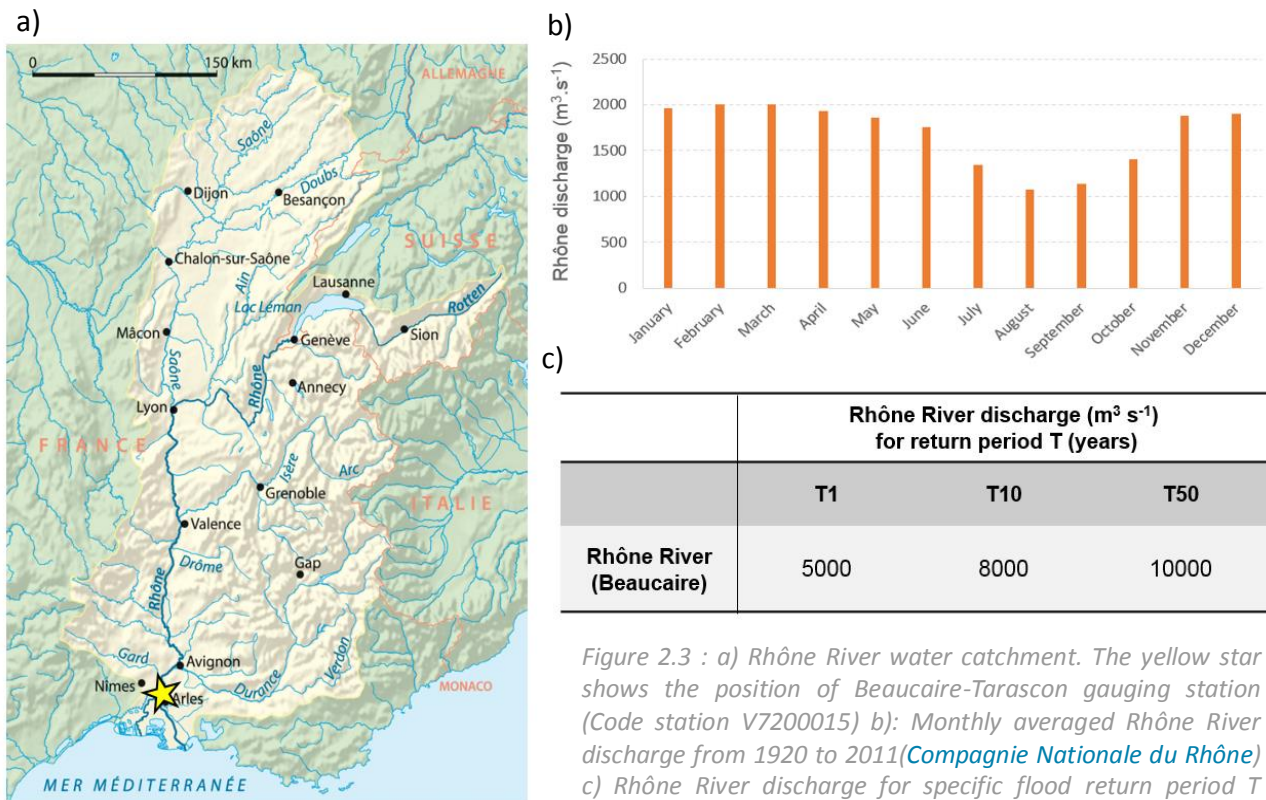 a)
0 150 km
ALLEMAGNE
Saône
Doubs
Dijon
Besançon
SUISSE
Chalon-sur-Saône
Ain
Lausanne
Lac Léman
Rotten
Mâcon
Genève
Sion
Saône
Rhône
Annecy
Lyon
FRANCE
Isère
Arc
Grenoble
ITALIE
Valence
Drôme
Gap
Rhône
Gard
Avignon
Verdon
Nîmes
Durance
Arles
MONACO
MER MÉDITERRANÉE
b)
Rhône discharge (m³.s⁻¹)
2500
2000
1500
1000
500
0
January
February
March
April
May
June
July
August
September
October
November
December
c)
Rhône River discharge (m³ s⁻¹)
for return period T (years)
T1 T10 T50
Rhône River
(Beaucaire)
5000 8000 10000
Figure 2.3 : a) Rhône River water catchment. The yellow star
shows the position of Beaucaire-Tarascon gauging station
(Code station V7200015) b): Monthly averaged Rhône River
discharge from 1920 to 2011(Compagnie Nationale du Rhône)
c) Rhône River discharge for specific flood return period T